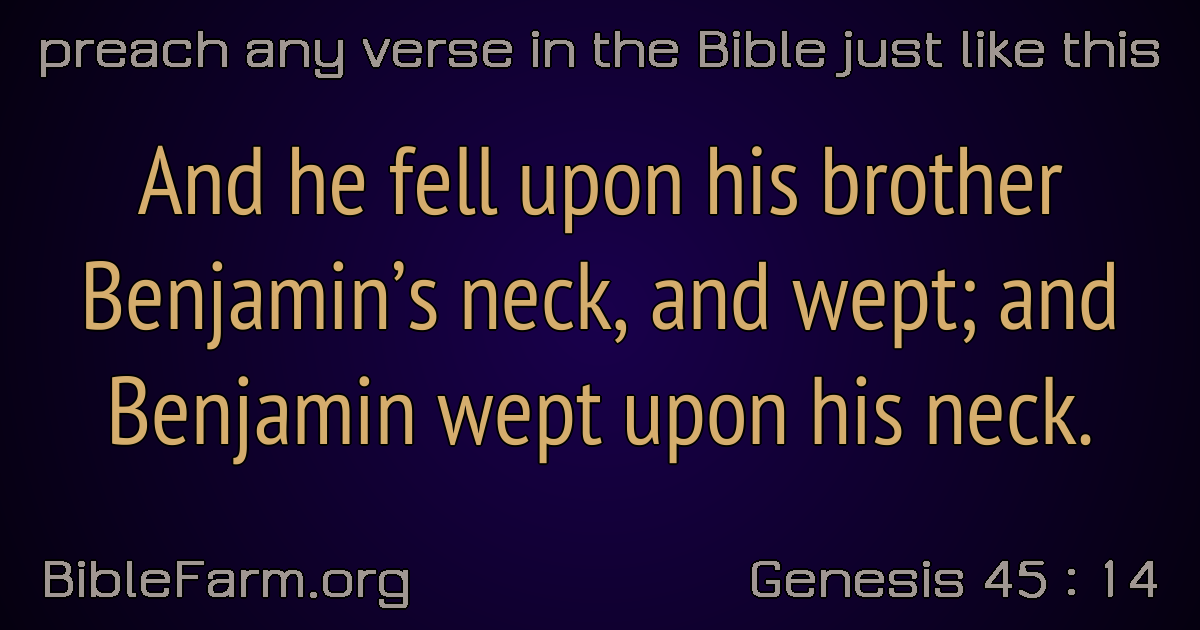 preach any verse in the Bible just like this
And he fell upon his brother
Benjamin’s neck, and wept; and
Benjamin wept upon his neck.
BibleFarm.org
Genesis 45 : 14